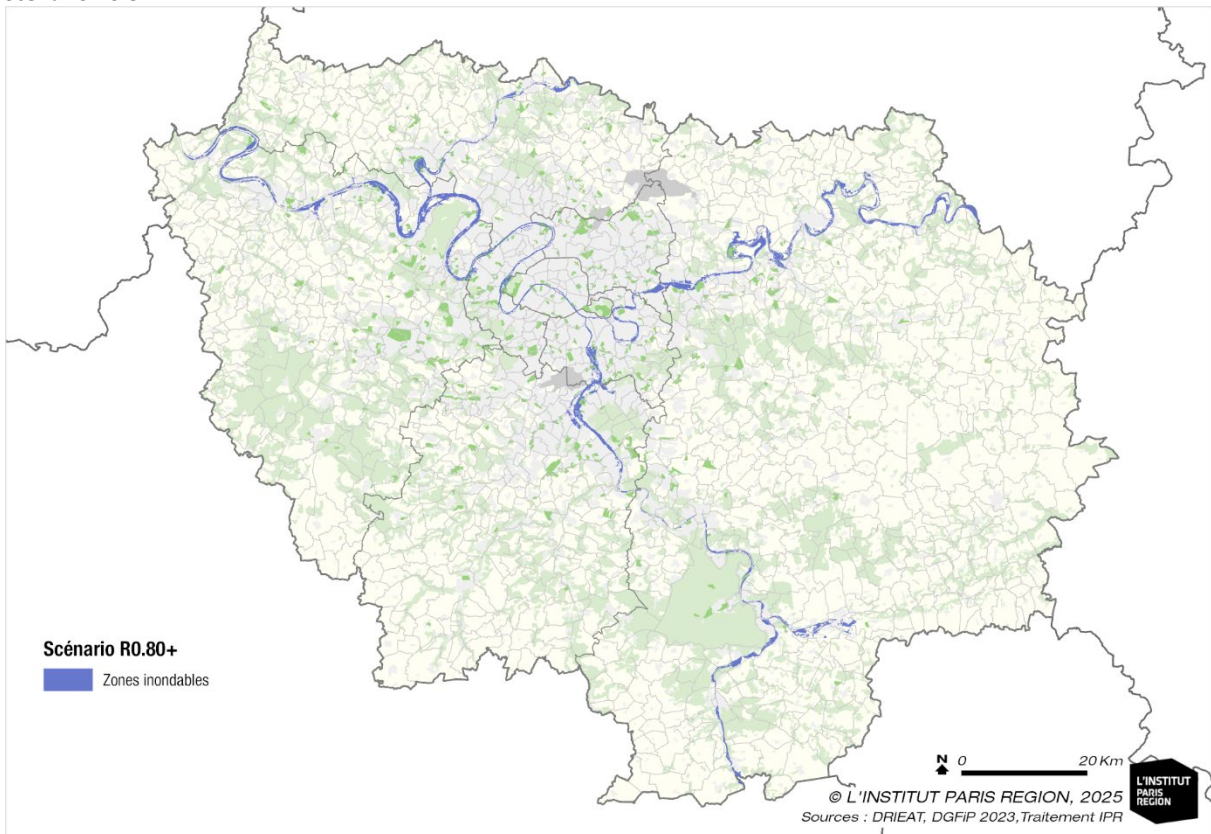 Scénario R0.80+
Zones inondables
N 0 20 Km
© L'INSTITUT PARIS REGION, 2025
Sources : DRIEAT, DGFiP 2023,Traitement IPR
L'INSTITUT
PARIS
REGION